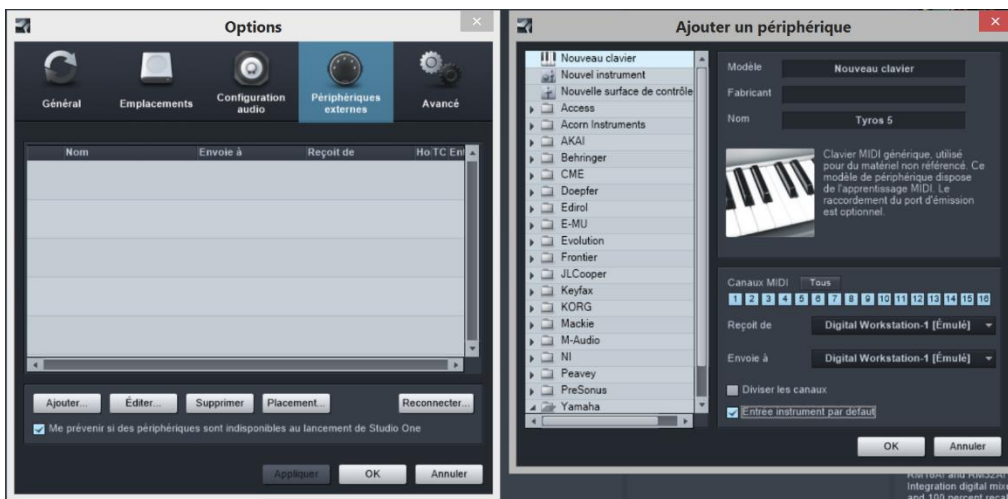 Options
Général
Emplacements
Configuration
audio
Périphériques
externes
Avancé
Nom Envoie à Reçoit de Ho:TC Ent
Ajouter... Éditer... Supprimer Placement... Reconnecter...
Me prévenir si des périphériques sont indisponibles au lancement de Studio One
Appliquer OK Annuler
Ajouter un périphérique
Nouveau clavier
Nouvel instrument
Nouvelle surface de contrôle
Access
Acorn Instruments
AKAI
Behringer
CME
Doepfer
Edirol
E-MU
Evolution
Frontier
JLCooper
Keyfax
KORG
Mackie
M-Audio
NI
Peavey
PreSonus
Yamaha
Modèle Nouveau clavier
Fabricant
Nom Tyros 5
Clavier MIDI générique, utilisé
pour du matériel non référencé. Ce
modèle de périphérique dispose
de l'apprentissage MIDI. Le
raccordement du port d'émission
est optionnel.
Canaux MIDI Tous
1 2 3 4 5 6 7 8 9 10 11 12 13 14 15 16
Reçoit de Digital Workstation-1 [Émulé]
Envoie à Digital Workstation-1 [Émulé]
Diviser les canaux
Entrée instrument par défaut
OK Annuler
Integration digital mix